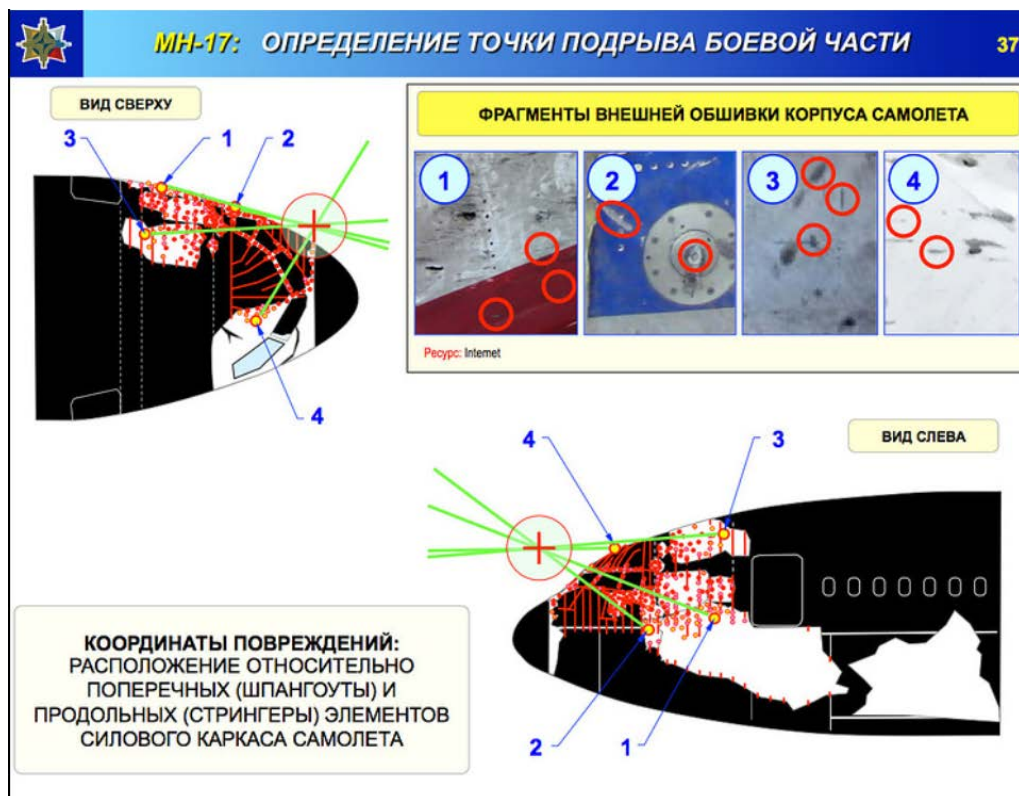 МН-17: ОПРЕДЕЛЕНИЕ ТОЧКИ ПОДРЫВА БОЕВОЙ ЧАСТИ
37
ВИД СВЕРХУ
3
1
2
4
ФРАГМЕНТЫ ВНЕШНЕЙ ОБШИВКИ КОРПУСА САМОЛЕТА
1
2
3
4
Ресурс: Internet
ВИД СЛЕВА
4
3
2
1
КООРДИНАТЫ ПОВРЕЖДЕНИЙ:
РАСПОЛОЖЕНИЕ ОТНОСИТЕЛЬНО
ПОПЕРЕЧНЫХ (ШПАНГОУТЫ) И
ПРОДОЛЬНЫХ (СТРИНГЕРЫ) ЭЛЕМЕНТОВ
СИЛОВОГО КАРКАСА САМОЛЕТА